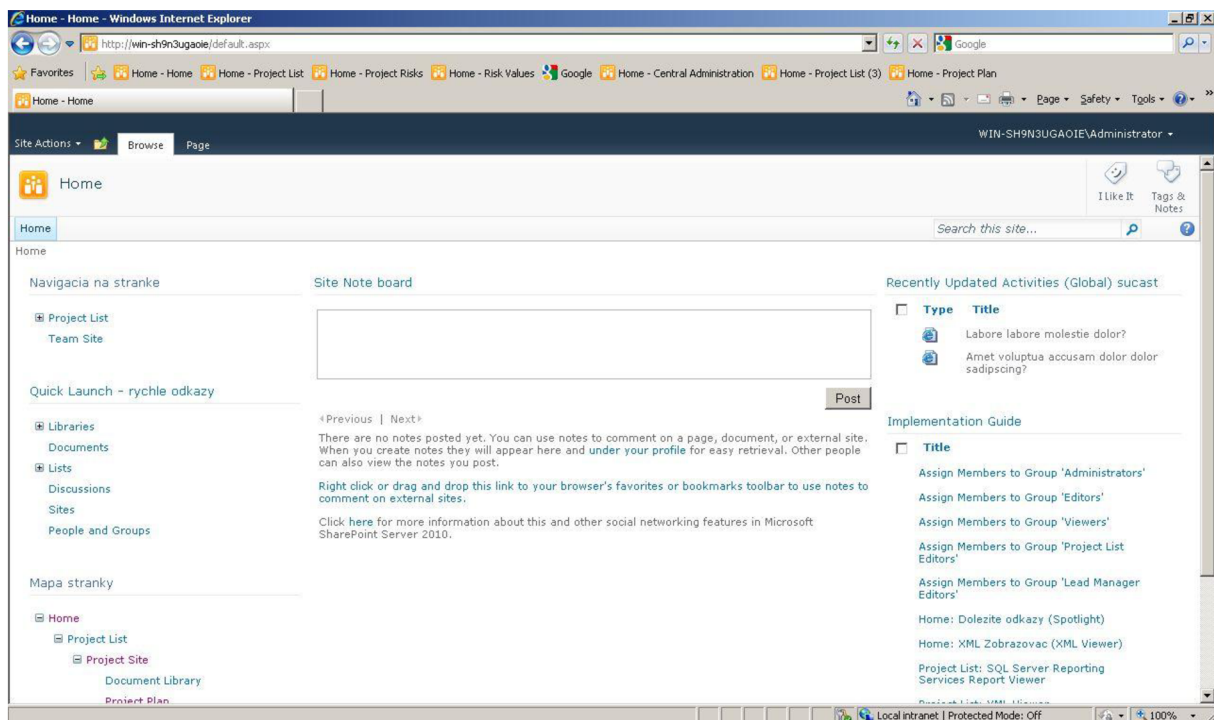 Home - Home - Windows Internet Explorer
http://win-sh9n3ugaoie/default.aspx
Google
Favorites
Home - Home
Home - Project List
Home - Project Risks
Home - Risk Values
Google
Home - Central Administration
Home - Project List (3)
Home - Project Plan
Home - Home
Page
Safety
Tools
Site Actions
Browse
Page
WIN-SH9N3UGAOIE\Administrator
Home
I Like It
Tags &
Notes
Home
Search this site...
Home
Navigacia na stranke
Project List
Team Site
Quick Launch - rychle odkazy
Libraries
Documents
Lists
Discussions
Sites
People and Groups
Mapa stranky
Home
Project List
Project Site
Document Library
Project Plan
Site Note board
Post
Previous | Next
There are no notes posted yet. You can use notes to comment on a page, document, or external site.
When you create notes they will appear here and under your profile for easy retrieval. Other people
can also view the notes you post.
Right click or drag and drop this link to your browser's favorites or bookmarks toolbar to use notes to
comment on external sites.
Click here for more information about this and other social networking features in Microsoft
SharePoint Server 2010.
Recently Updated Activities (Global) sucast
Type Title
Labore labore molestie dolor?
Amet voluptua accusam dolor dolor
sadipscing?
Implementation Guide
Title
Assign Members to Group 'Administrators'
Assign Members to Group 'Editors'
Assign Members to Group 'Viewers'
Assign Members to Group 'Project List
Editors'
Assign Members to Group 'Lead Manager
Editors'
Home: Dolezite odkazy (Spotlight)
Home: XML Zobrazovac (XML Viewer)
Project List: SQL Server Reporting
Services Report Viewer
Project List: XML Viewer
Local intranet | Protected Mode: Off
100%